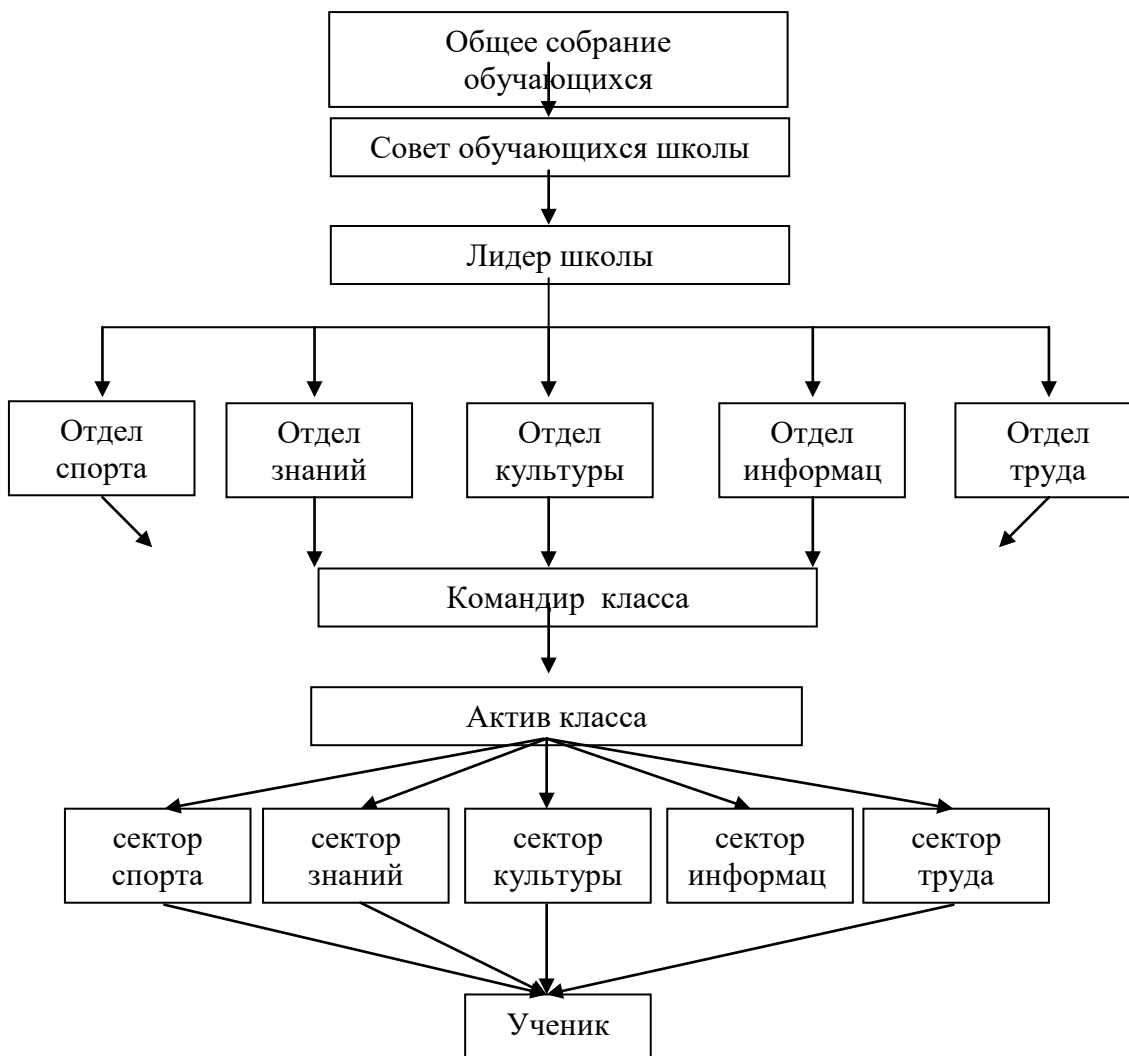 Общее собрание
обучающихся
Совет обучающихся школы
Лидер школы
Отдел
спорта
Отдел
знаний
Отдел
культуры
Отдел
информац
Отдел
труда
Командир класса
Актив класса
сектор
спорта
сектор
знаний
сектор
культуры
сектор
информац
сектор
труда
Ученик